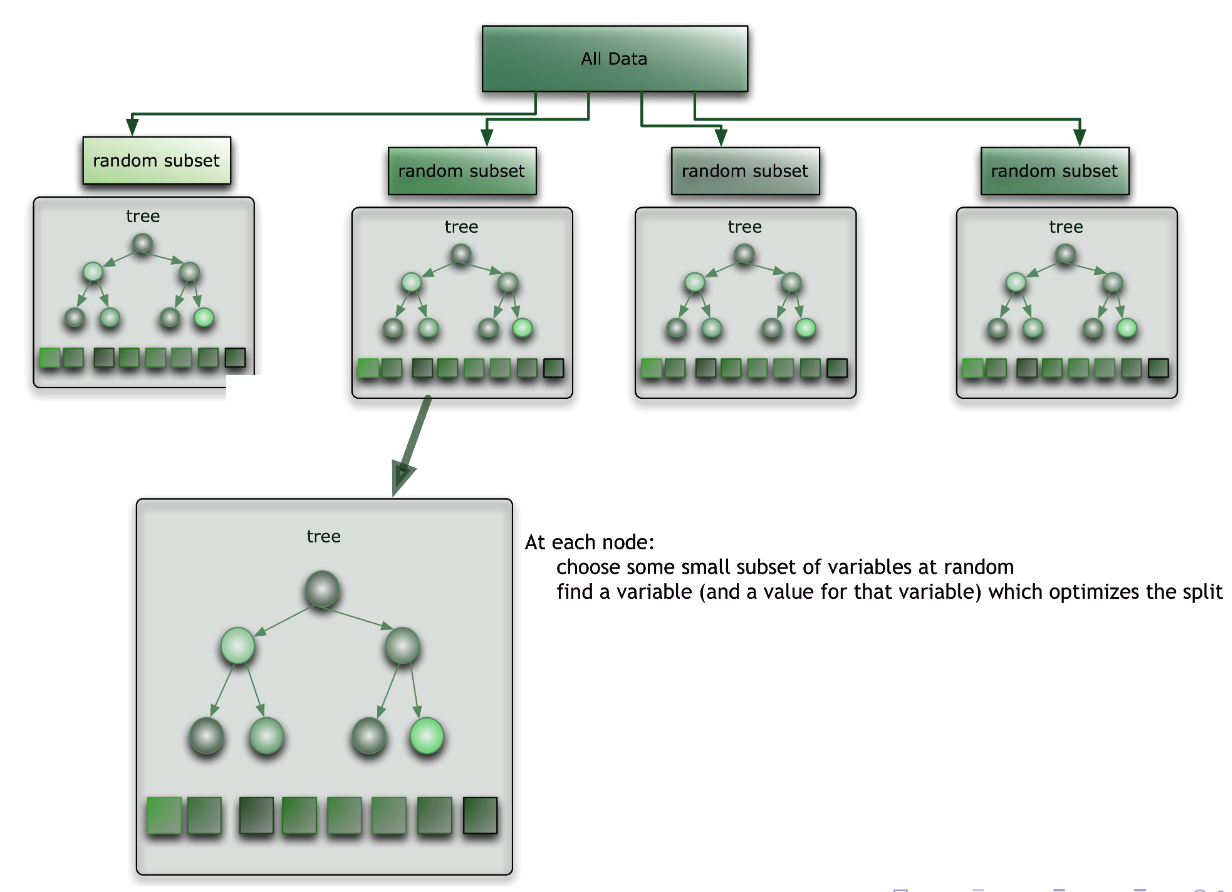 All Data
random subset
random subset
random subset
random subset
tree
tree
tree
tree
tree
At each node:
choose some small subset of variables at random
find a variable (and a value for that variable) which optimizes the split